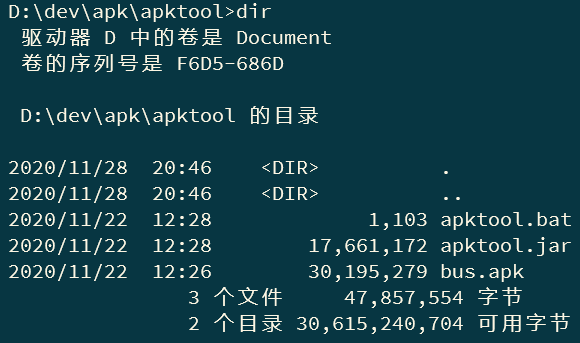 D:\dev\apk\apktool>dir
驱动器 D 中的卷是 Document
卷的序列号是 F6D5-686D
D:\dev\apk\apktool 的目录
2020/11/28  20:46    <DIR>          .
2020/11/28  20:46    <DIR>          ..
2020/11/22  12:28             1,103 apktool.bat
2020/11/22  12:28        17,661,172 apktool.jar
2020/11/22  12:26        30,195,279 bus.apk
3 个文件     47,857,554 字节
2 个目录 30,615,240,704 可用字节